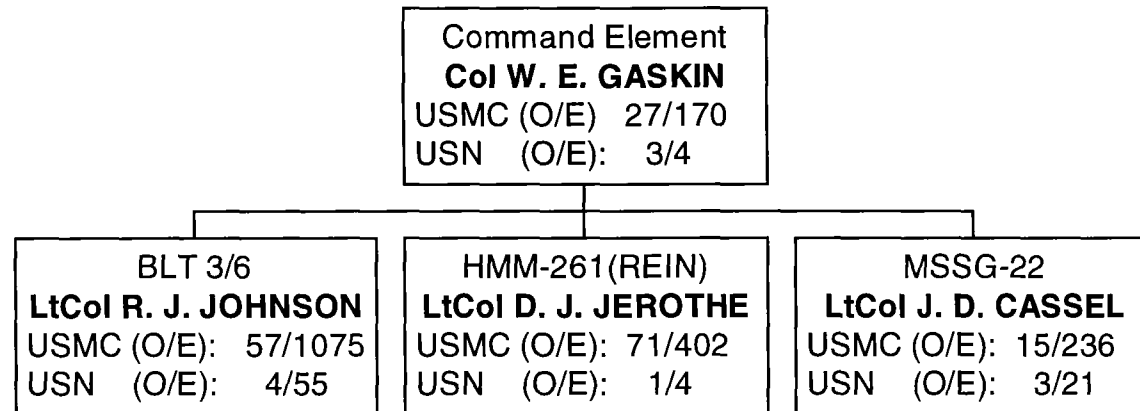 Command Element
Col W. E. GASKIN
USMC (O/E) 27/170
USN (O/E): 3/4
BLT 3/6
LtCol R. J. JOHNSON
USMC (O/E): 57/1075
USN (O/E): 4/55
HMM-261(REIN)
LtCol D. J. JEROTHE
USMC (O/E): 71/402
USN (O/E): 1/4
MSSG-22
LtCol J. D. CASSEL
USMC (O/E): 15/236
USN (O/E): 3/21